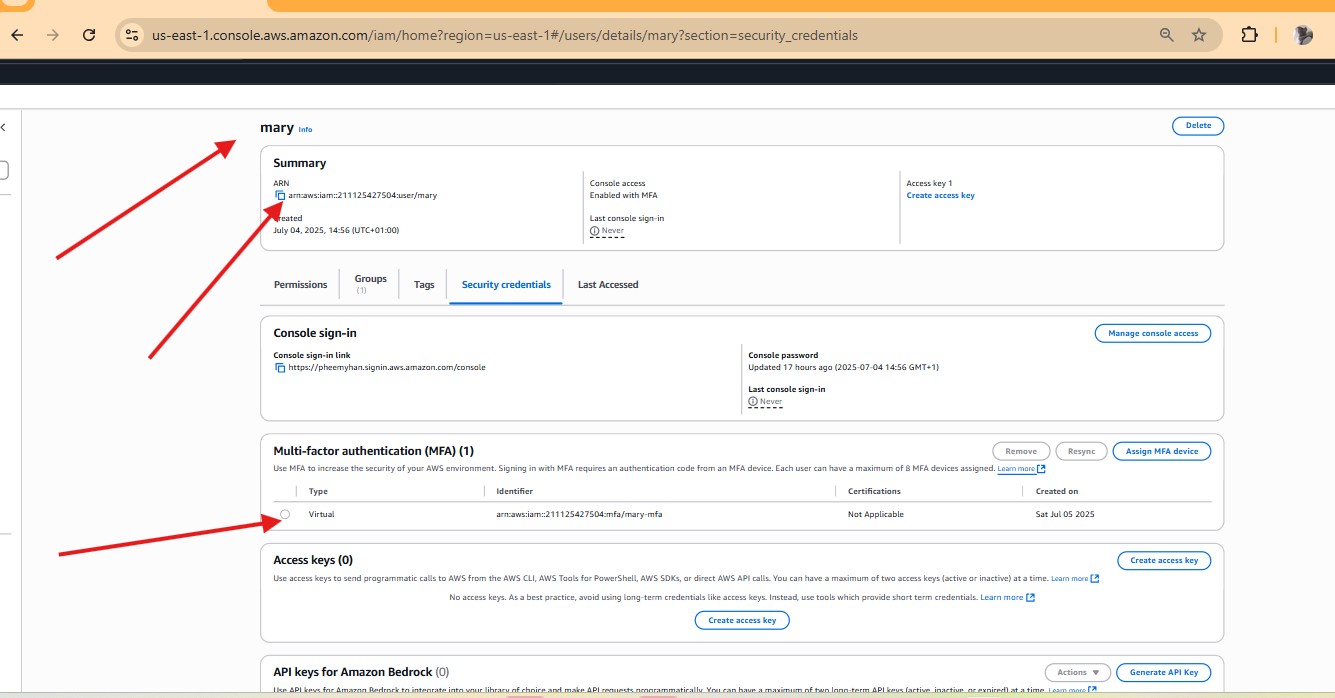 us-east-1.console.aws.amazon.com/iam/home?region=us-east-1#/users/details/mary?section=security_credentials
mary Info
Delete
Summary
ARN
arn:aws:iam::211125427504:user/mary
Created
July 04, 2025, 14:56 (UTC+01:00)
Console access
Enabled with MFA
Last console sign-in
Never
Access key 1
Create access key
Permissions
Groups
(1)
Tags
Security credentials
Last Accessed
Console sign-in
Manage console access
Console sign-in link
https://pheemyhan.signin.aws.amazon.com/console
Console password
Updated 17 hours ago (2025-07-04 14:56 GMT+1)
Last console sign-in
Never
Multi-factor authentication (MFA) (1)
Remove
Resync
Assign MFA device
Use MFA to increase the security of your AWS environment. Signing in with MFA requires an authentication code from an MFA device. Each user can have a maximum of 8 MFA devices assigned. Learn more
Type Identifier Certifications Created on
Virtual arn:aws:iam::211125427504:mfa/mary-mfa Not Applicable Sat Jul 05 2025
Access keys (0)
Create access key
Use access keys to send programmatic calls to AWS from the AWS CLI, AWS Tools for PowerShell, AWS SDKs, or direct AWS API calls. You can have a maximum of two access keys (active or inactive) at a time. Learn more
No access keys. As a best practice, avoid using long-term credentials like access keys. Instead, use tools which provide short term credentials. Learn more
Create access key
API keys for Amazon Bedrock (0)
Actions
Generate API Key
Use API keys for Amazon Bedrock to integrate into your library of choice and make API requests programmatically. You can have a maximum of two long-term API keys (active, inactive, or expired) at a time. Learn more